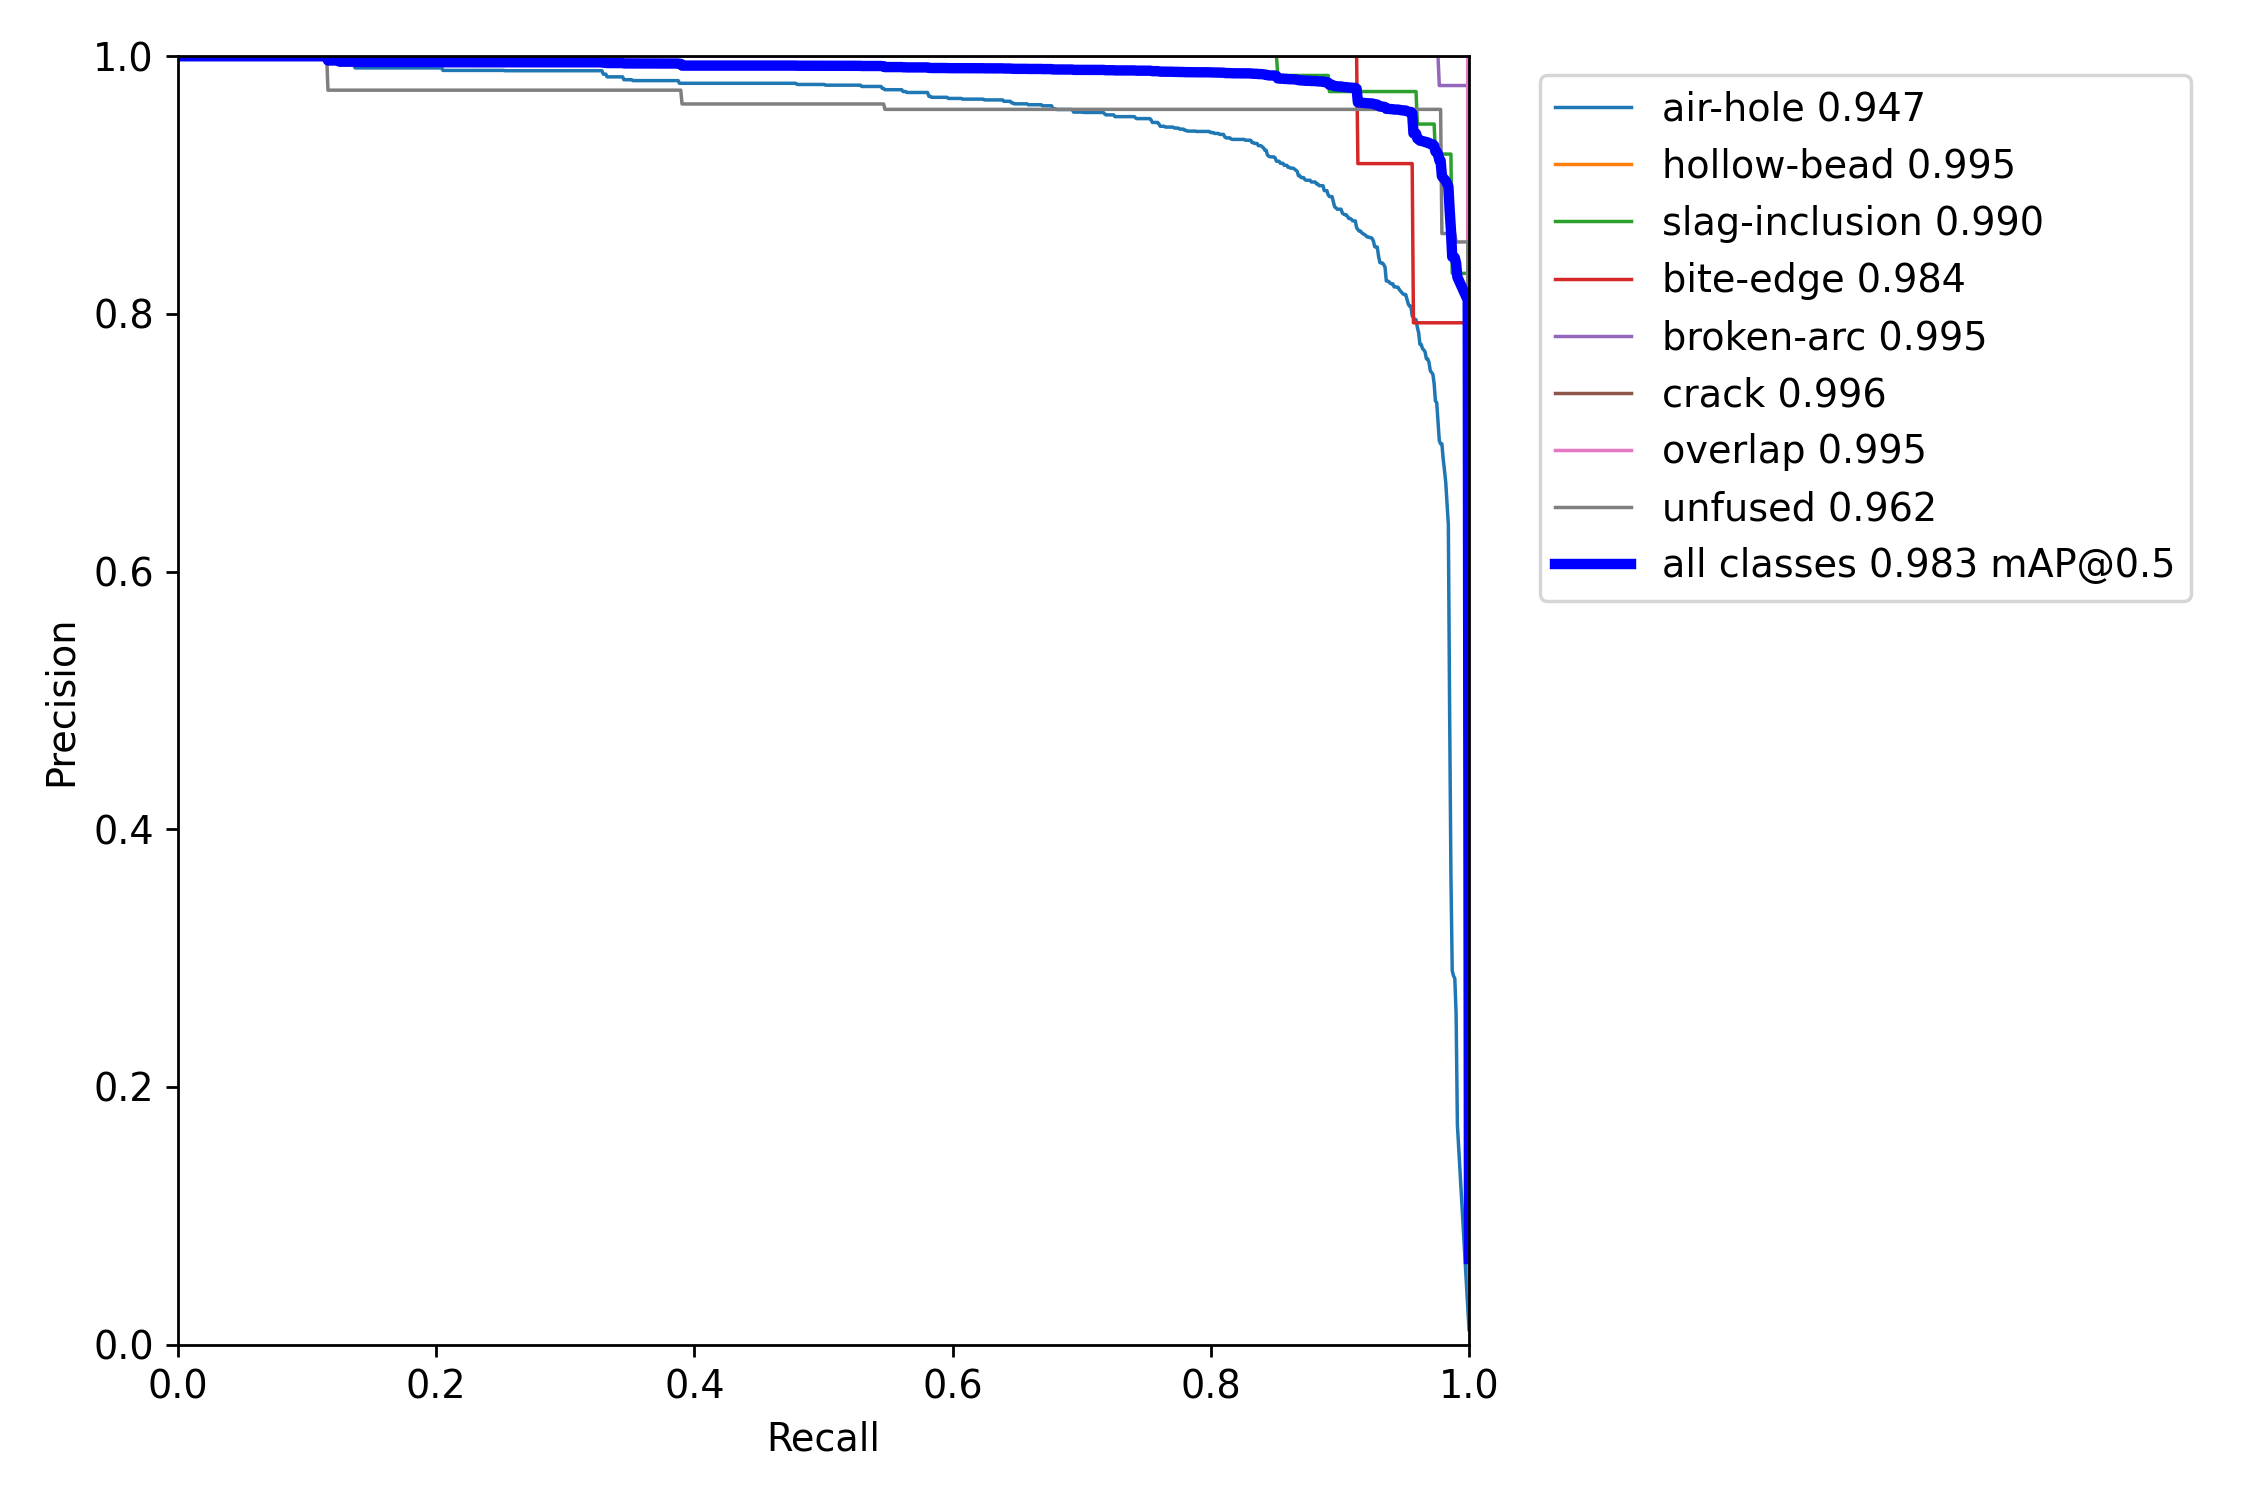 1.0
0.8
0.6
0.4
0.2
0.0
0.0 0.2 0.4 0.6 0.8 1.0
Precision
Recall
air-hole 0.947
hollow-bead 0.995
slag-inclusion 0.990
bite-edge 0.984
broken-arc 0.995
crack 0.996
overlap 0.995
unfused 0.962
all classes 0.983 mAP@0.5